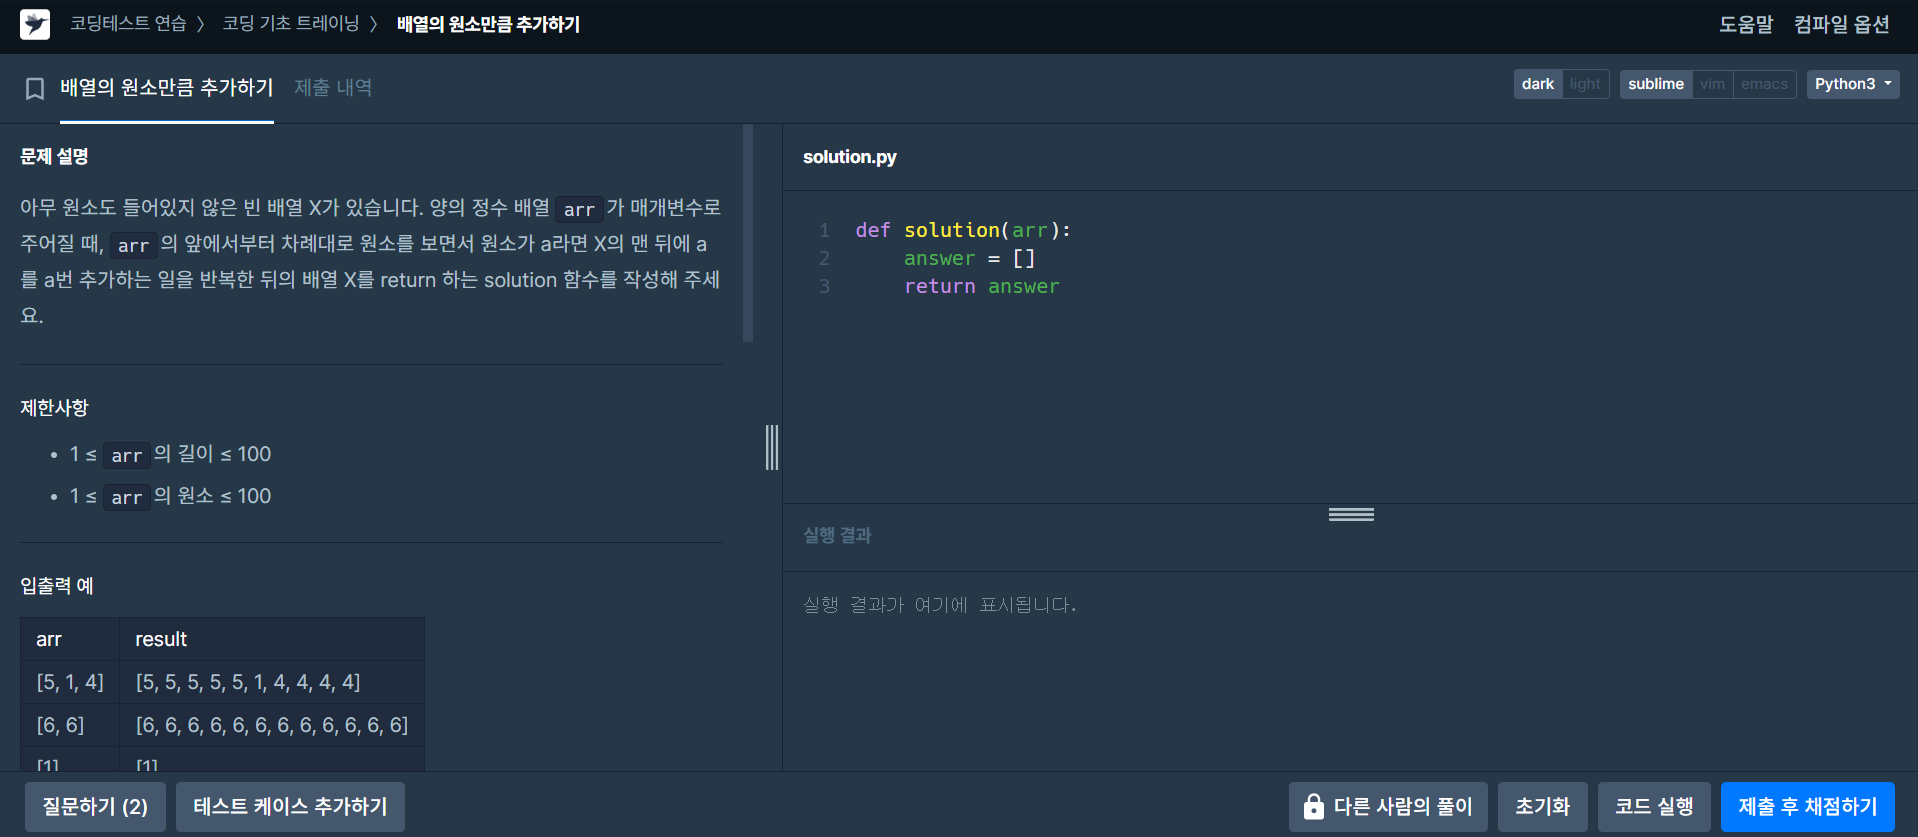 코딩테스트 연습 〉 코딩 기초 트레이닝 〉 배열의 원소만큼 추가하기
도움말 컴파일 옵션
배열의 원소만큼 추가하기 제출 내역
dark light sublime vim emacs Python3
문제 설명
아무 원소도 들어있지 않은 빈 배열 X가 있습니다. 양의 정수 배열 arr 가 매개변수로
주어질 때, arr 의 앞에서부터 차례대로 원소를 보면서 원소가 a라면 X의 맨 뒤에 a
를 a번 추가하는 일을 반복한 뒤의 배열 X를 return 하는 solution 함수를 작성해 주세
요.
제한사항
• 1 ≤ arr 의 길이 ≤ 100
• 1 ≤ arr 의 원소 ≤ 100
입출력 예
arr result
[5, 1, 4] [5, 5, 5, 5, 5, 1, 4, 4, 4, 4]
[6, 6] [6, 6, 6, 6, 6, 6, 6, 6, 6, 6, 6, 6]
[1] [1]
solution.py
1 def solution(arr):
2 answer = []
3 return answer
실행 결과
실행 결과가 여기에 표시됩니다.
질문하기 (2) 테스트 케이스 추가하기
다른 사람의 풀이 초기화 코드 실행 제출 후 채점하기